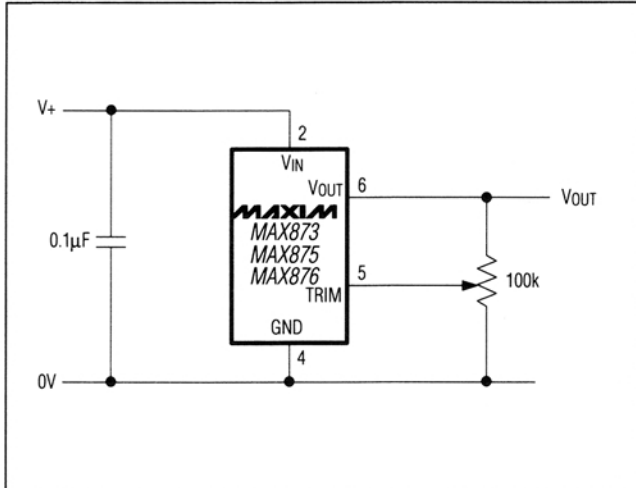 V+
2
VIN
VOUT
6
VOUT
MAXIM
MAX873
MAX875
MAX876
0.1μF
5
TRIM
100k
GND
4
0V